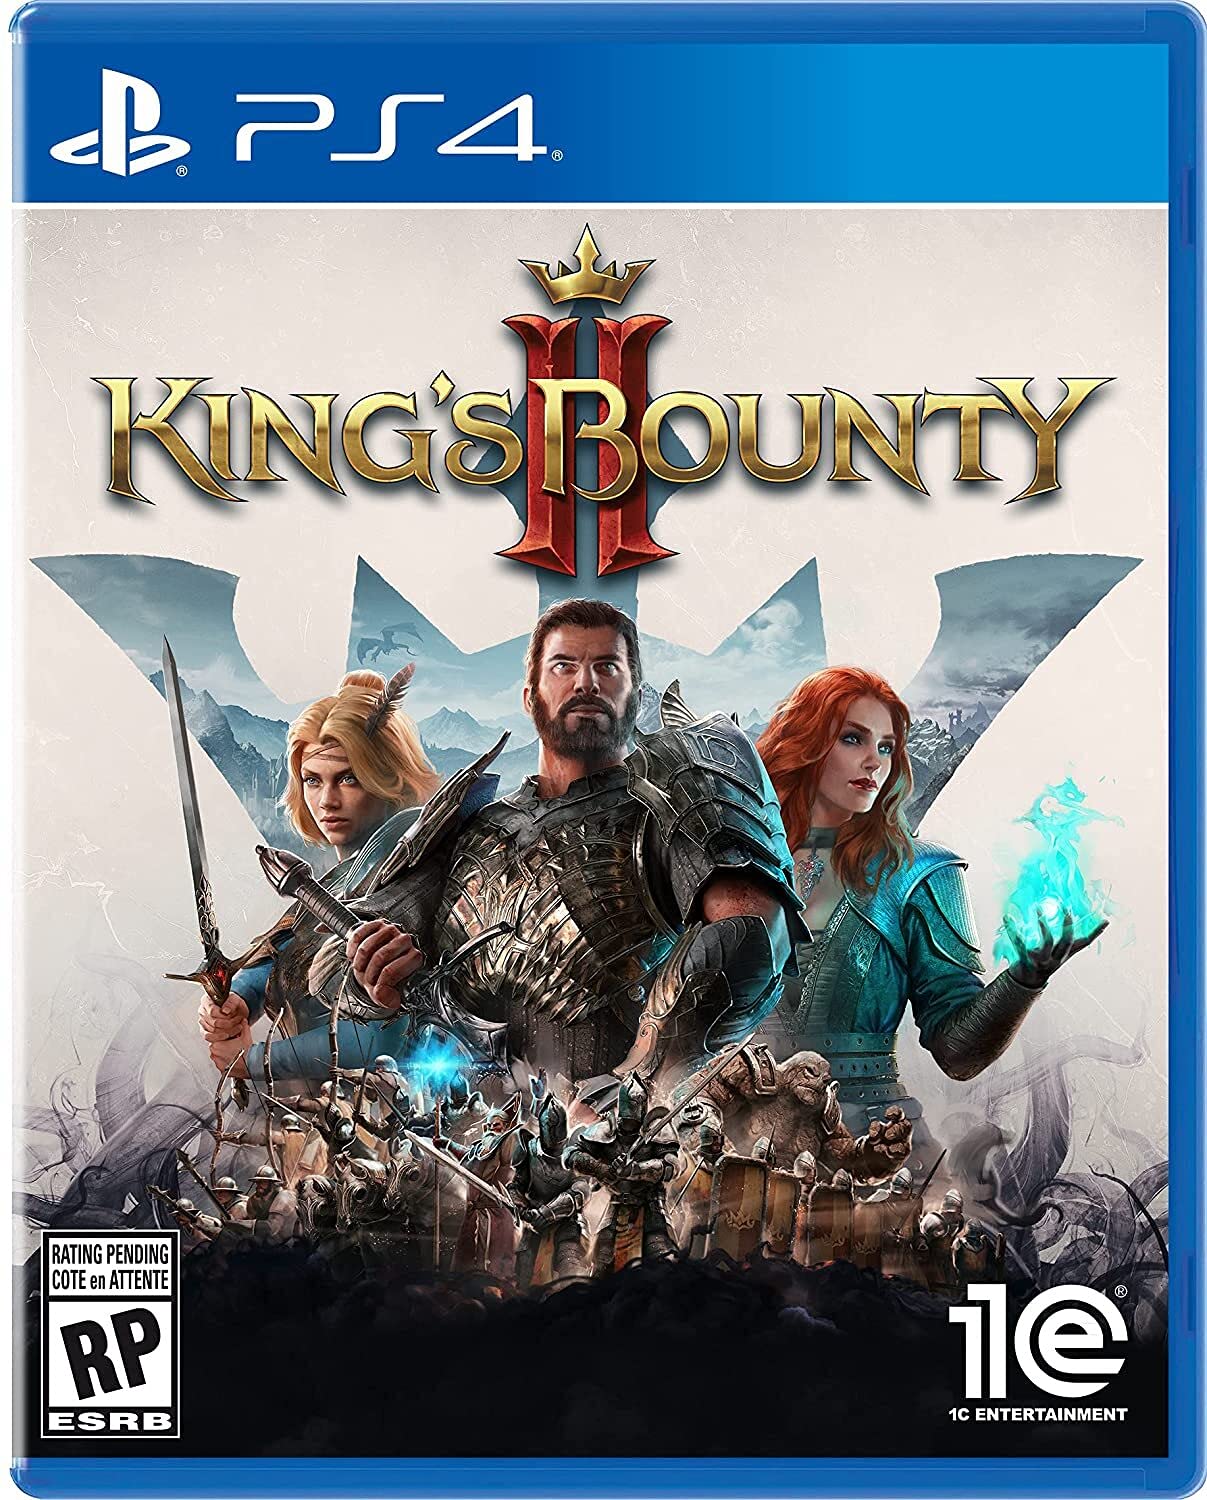 PS4
®
®
II
KING'S BOUNTY
RATING PENDING
COTE en ATTENTE
RP
ESRB
1C
®
1C ENTERTAINMENT